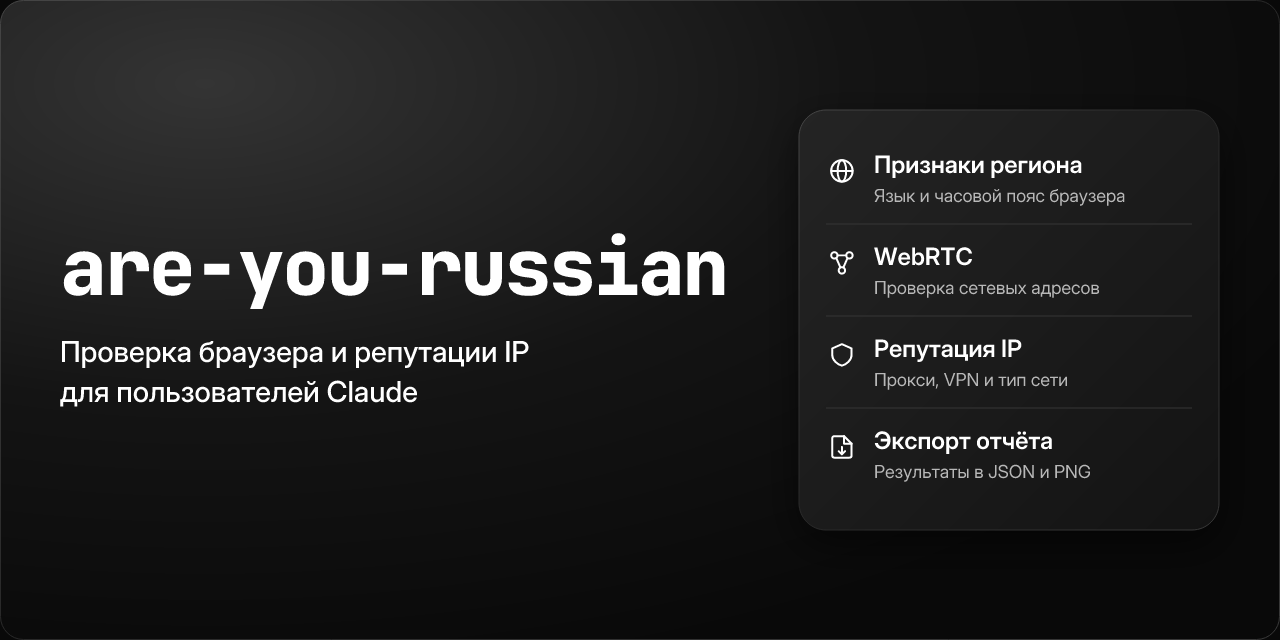 are-you-russian
Проверка браузера и репутации IP
для пользователей Claude
Признаки региона
Язык и часовой пояс браузера
WebRTC
Проверка сетевых адресов
Репутация IP
Прокси, VPN и тип сети
Экспорт отчёта
Результаты в JSON и PNG